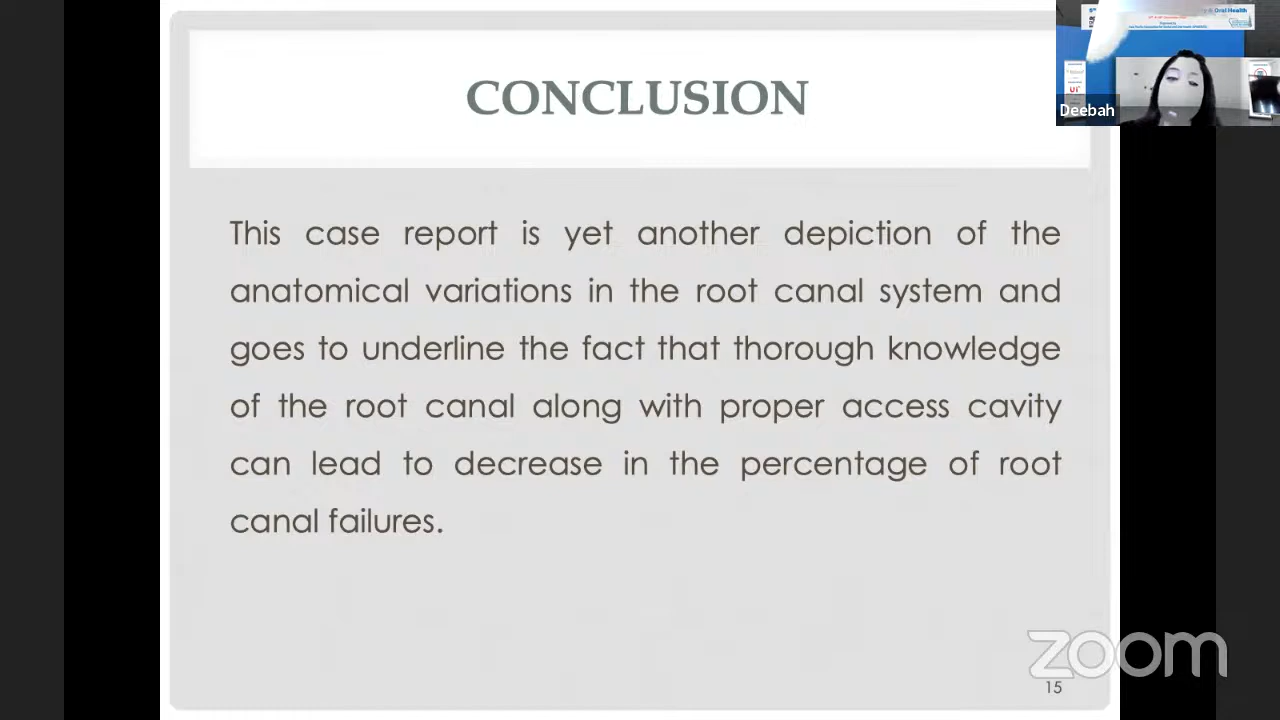 CONCLUSION
This case report is yet another depiction of the
anatomical variations in the root canal system and
goes to underline the fact that thorough knowledge
of the root canal along with proper access cavity
can lead to decrease in the percentage of root
canal failures.
15
zoom
& Oral Health
Deebah